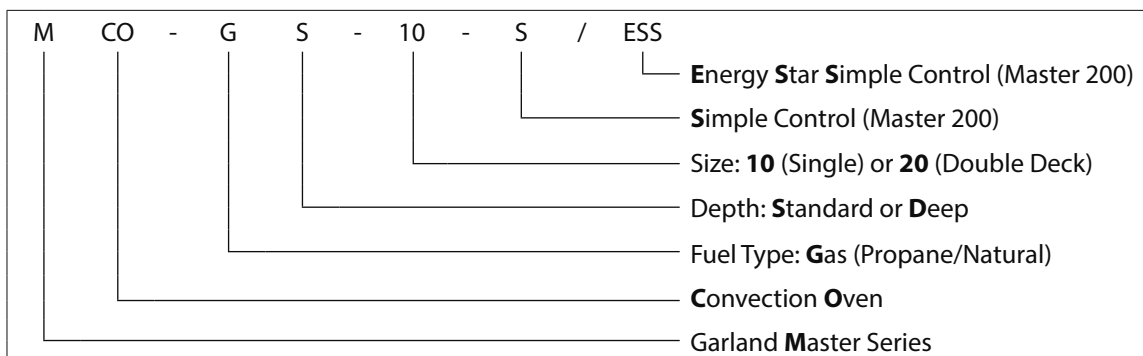 M CO - G S - 10 - S / ESS
Energy Star Simple Control (Master 200)
Simple Control (Master 200)
Size: 10 (Single) or 20 (Double Deck)
Depth: Standard or Deep
Fuel Type: Gas (Propane/Natural)
Convection Oven
Garland Master Series